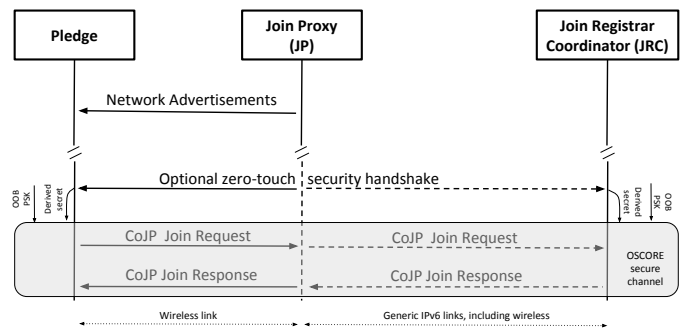 Pledge
Join Proxy
(JP)
Join Registrar
Coordinator (JRC)
Network Advertisements
Optional zero-touch security handshake
OOB
PSK
Derived
secret
Derived
secret
OOB
PSK
CoJP Join Request
CoJP Join Request
OSCORE
secure
channel
CoJP Join Response
CoJP Join Response
Wireless link
Generic IPv6 links, including wireless